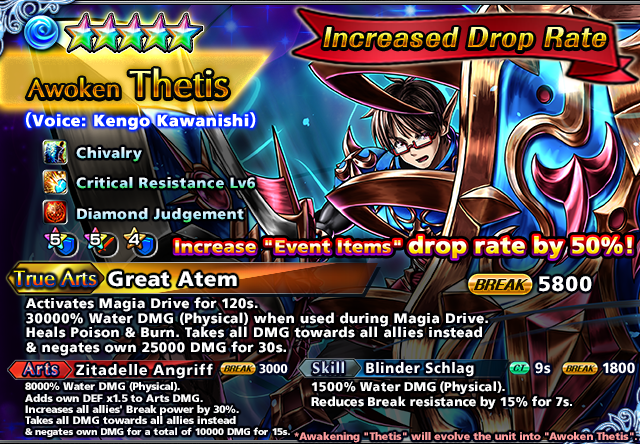 Increased Drop Rate
Awoken Thetis
(Voice: Kengo Kawanishi)
Chivalry
Critical Resistance Lv6
Diamond Judgement
5 5 4
Increase "Event Items" drop rate by 50%!
True Arts Great Atem BREAK 5800
Activates Magia Drive for 120s.
30000% Water DMG (Physical) when used during Magia Drive.
Heals Poison & Burn. Takes all DMG towards all allies instead
& negates own 25000 DMG for 30s.
Arts Zitadelle Angriff BREAK 3000
8000% Water DMG (Physical).
Adds own DEF x1.5 to Arts DMG.
Increases all allies' Break power by 30%.
Takes all DMG towards all allies instead
& negates own DMG for a total of 10000 DMG for 15s.
Skill Blinder Schlag CT 9s BREAK 1800
1500% Water DMG (Physical).
Reduces Break resistance by 15% for 7s.
*Awakening "Thetis" will evolve the unit into "Awoken Thetis".